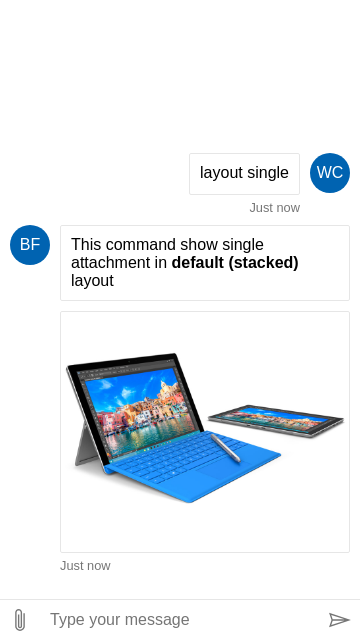 layout single
WC
Just now
BF
This command show single
attachment in default (stacked)
layout
Just now
Type your message